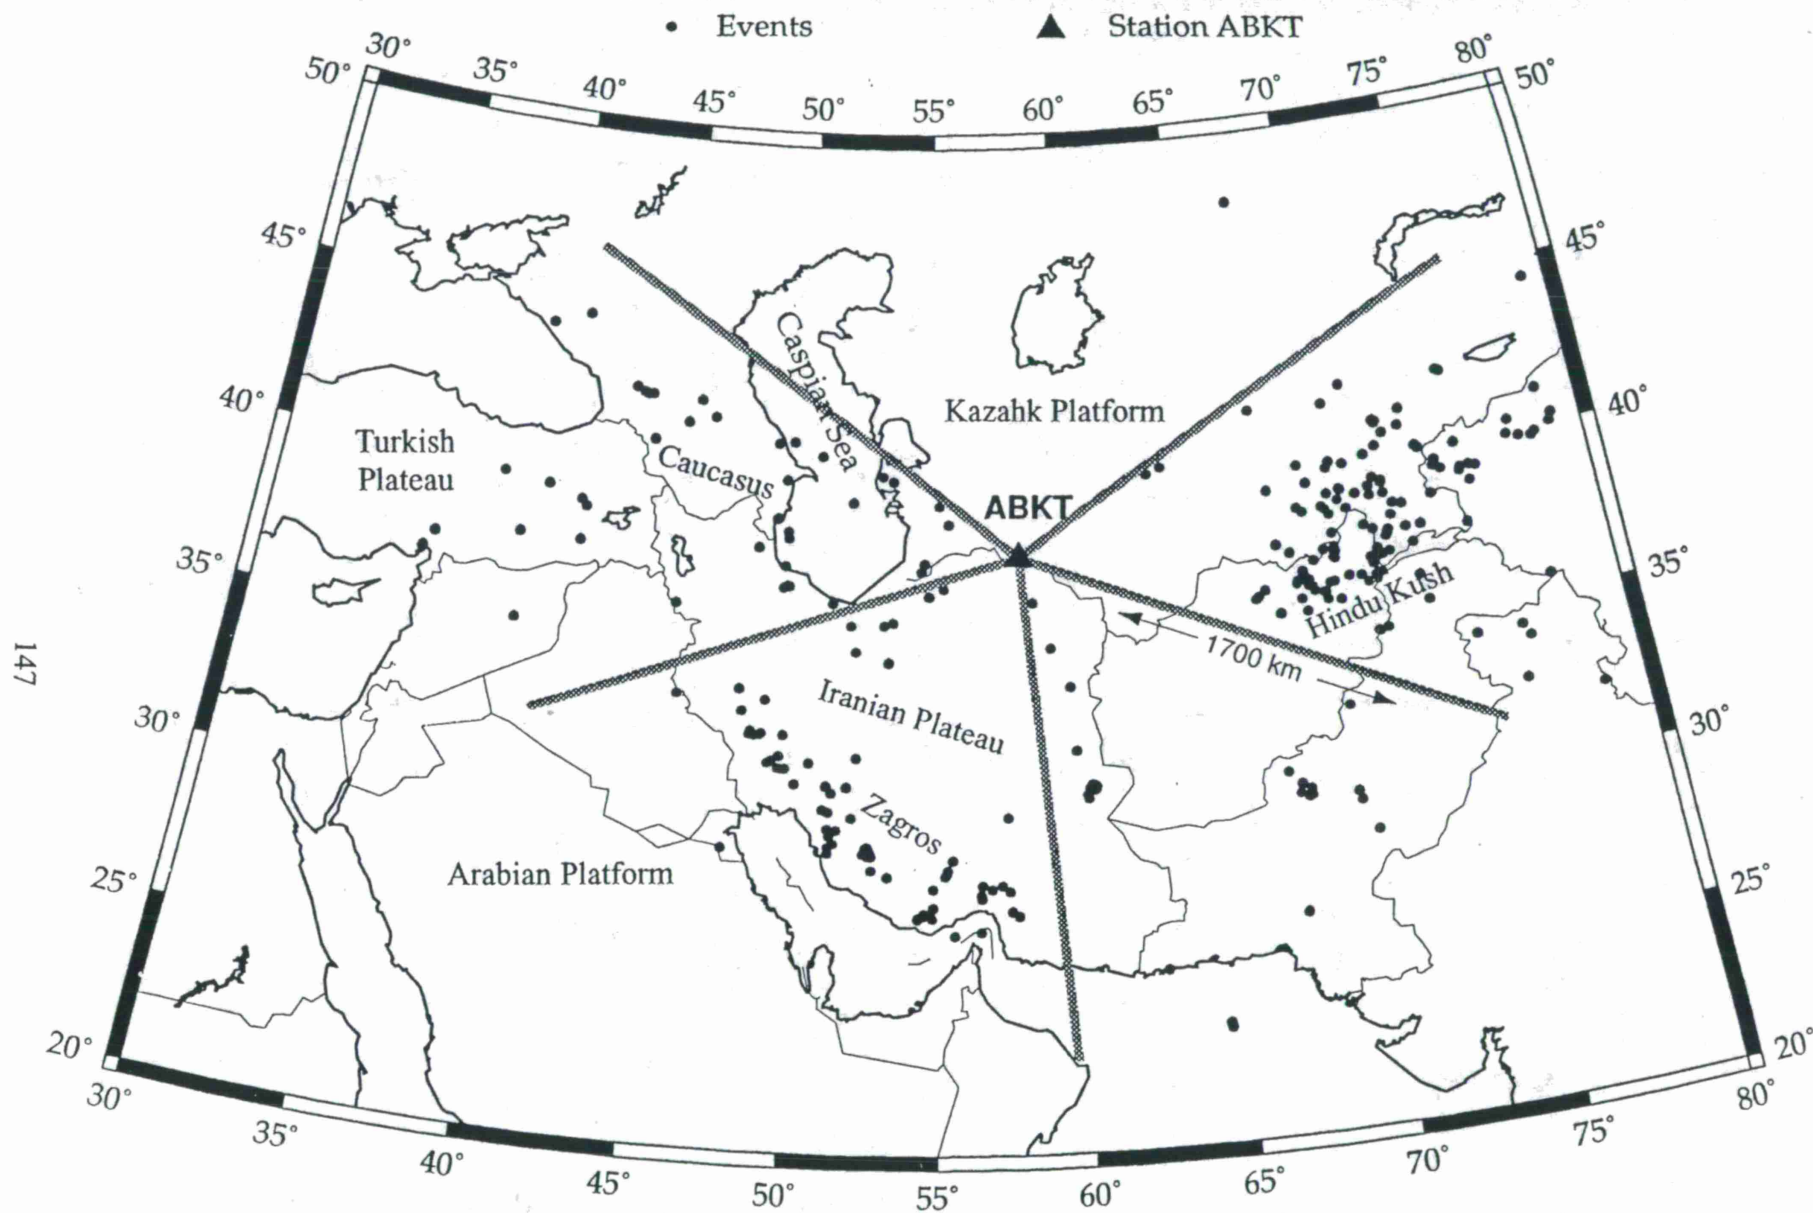 Events
Station ABKT
30°
35°
40°
45°
50°
55°
60°
65°
70°
75°
80°
50°
50°
45°
45°
40°
40°
35°
35°
30°
30°
25°
25°
20°
20°
Caspian Sea
Kazahk Platform
Turkish
Plateau
Caucasus
ABKT
Hindu Kush
1700 km
Iranian Plateau
Zagros
Arabian Platform
147
30°
35°
40°
45°
50°
55°
60°
65°
70°
75°
80°